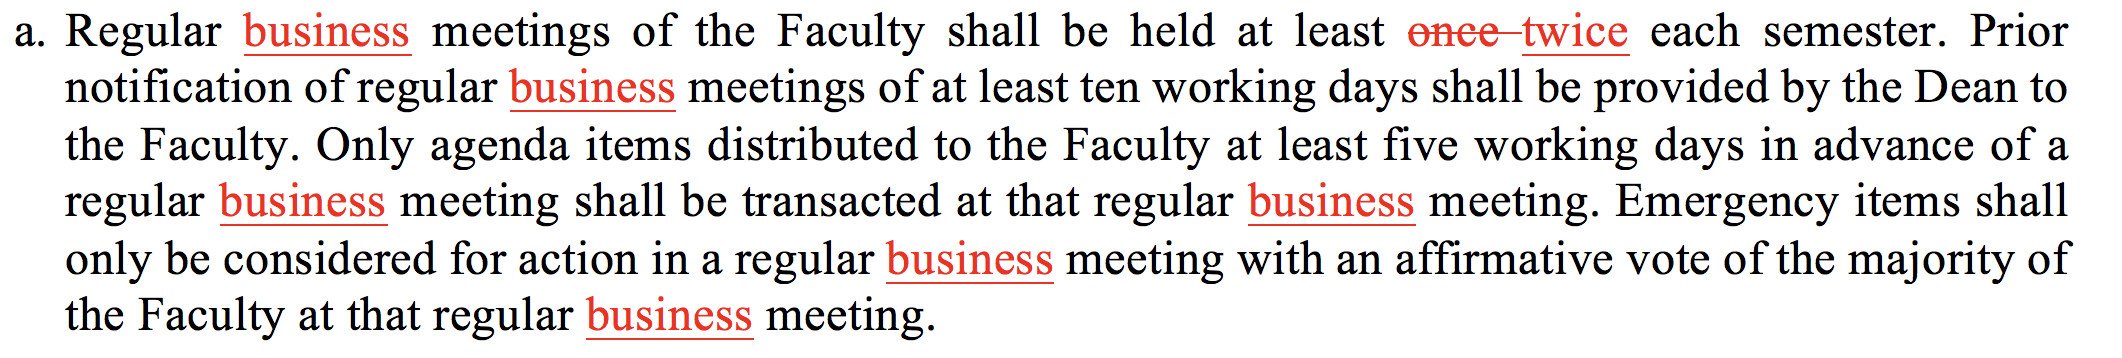 a. Regular business meetings of the Faculty shall be held at least once twice each semester. Prior
notification of regular business meetings of at least ten working days shall be provided by the Dean to
the Faculty. Only agenda items distributed to the Faculty at least five working days in advance of a
regular business meeting shall be transacted at that regular business meeting. Emergency items shall
only be considered for action in a regular business meeting with an affirmative vote of the majority of
the Faculty at that regular business meeting.